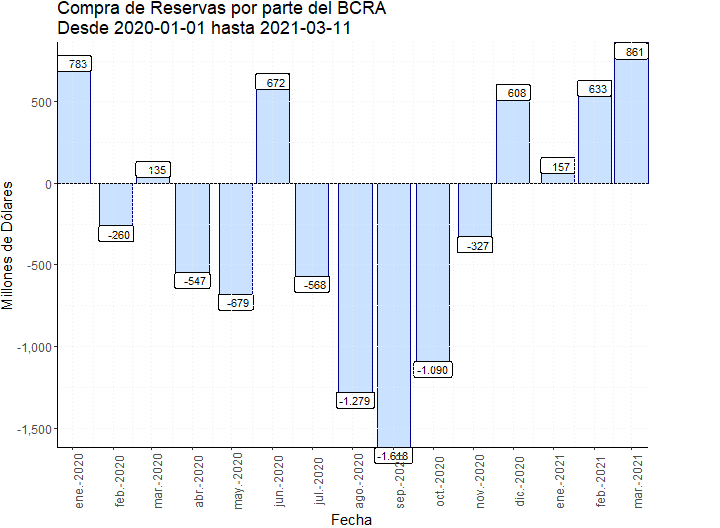 Compra de Reservas por parte del BCRA
Desde 2020-01-01 hasta 2021-03-11
Millones de Dólares
500
0
-500
-1,000
-1,500
783
-260
135
-547
-679
672
-568
-1.279
-1.618
-1.090
-327
608
157
633
861
ene.-2020
feb.-2020
mar.-2020
abr.-2020
may.-2020
jun.-2020
jul.-2020
ago.-2020
sep.-2020
oct.-2020
nov.-2020
dic.-2020
ene.-2021
feb.-2021
mar.-2021
Fecha